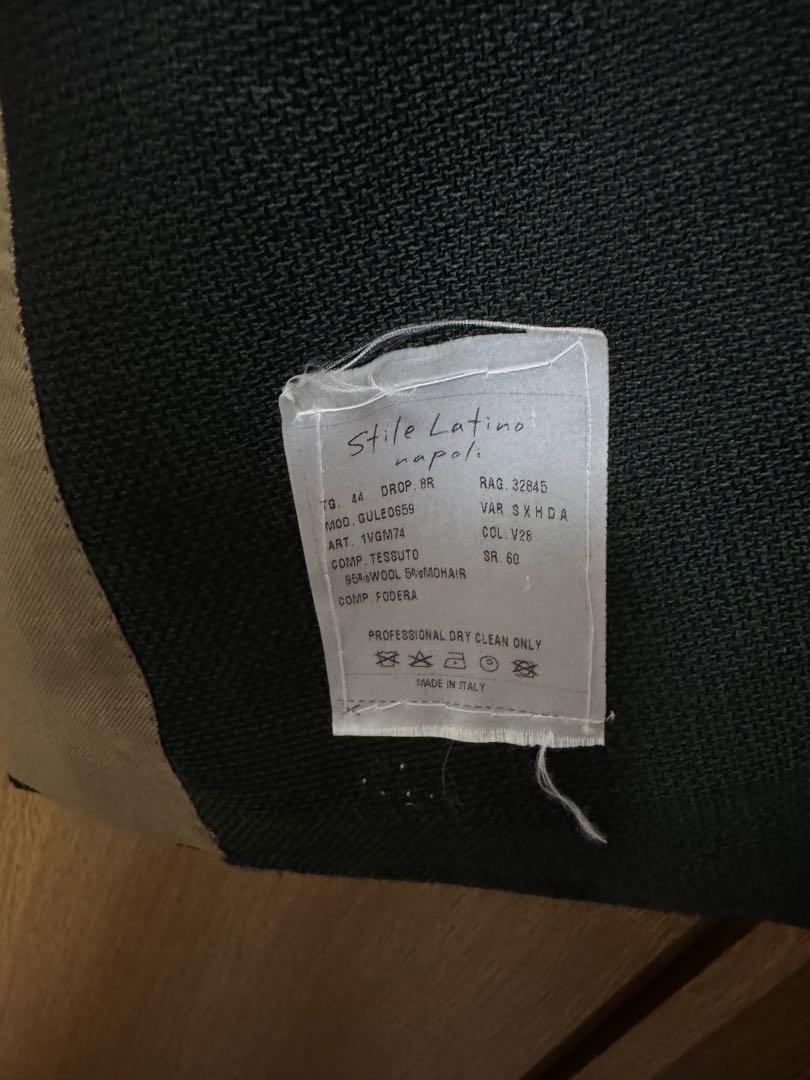 Stile Latino
napoli
TG. 44 DROP. 8R RAG. 32845
MOD. GULE0659 VAR. S X H D A
ART. 1VGM74 COL. V28
COMP. TESSUTO SR. 60
95%WOOL 5%MOHAIR
COMP. FODERA
PROFESSIONAL DRY CLEAN ONLY
MADE IN ITALY